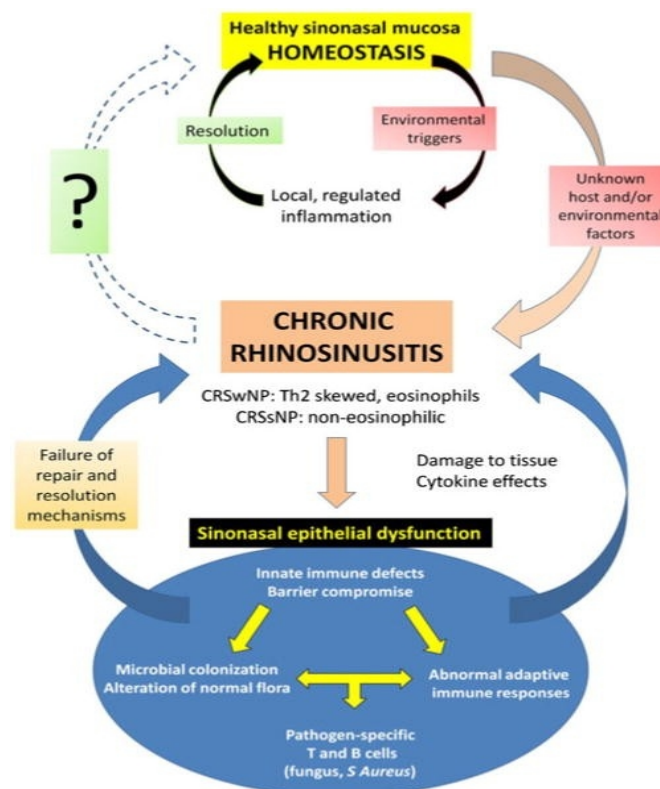 Healthy sinonasal mucosa
HOMEOSTASIS
Resolution
Environmental
triggers
Local, regulated
inflammation
?
Unknown
host and/or
environmental
factors
CHRONIC
RHINOSINUSITIS
CRSwNP: Th2 skewed, eosinophils
CRSsNP: non-eosinophilic
Failure of
repair and
resolution
mechanisms
Damage to tissue
Cytokine effects
Sinonasal epithelial dysfunction
Innate immune defects
Barrier compromise
Microbial colonization
Alteration of normal flora
Abnormal adaptive
immune responses
Pathogen-specific
T and B cells
(fungus, S Aureus)